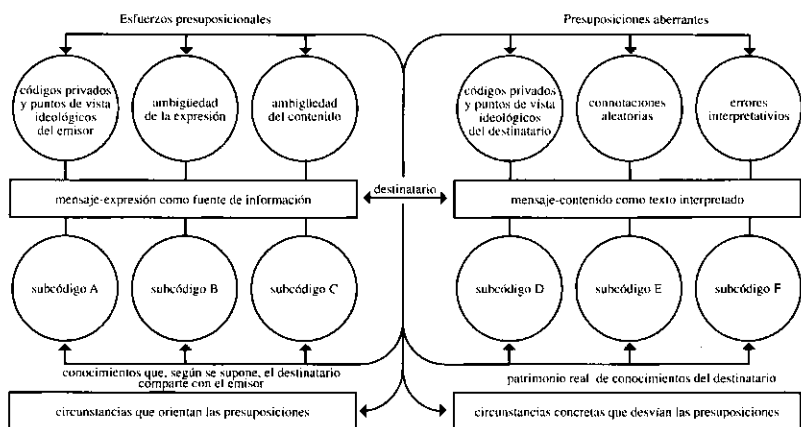 Esfuerzos presuposicionales
Presuposiciones aberrantes
códigos privados
y puntos de vista
ideológicos
del emisor
ambigüedad
de la expresión
ambigüedad
del contenido
códigos privados
y puntos de vista
ideológicos
del destinatario
connotaciones
aleatorias
errores
interpretativos
mensaje-expresión como fuente de información
destinatario
mensaje-contenido como texto interpretado
subcódigo A
subcódigo B
subcódigo C
subcódigo D
subcódigo E
subcódigo F
conocimientos que, según se supone, el destinatario
comparte con el emisor
patrimonio real de conocimientos del destinatario
circunstancias que orientan las presuposiciones
circunstancias concretas que desvían las presuposiciones